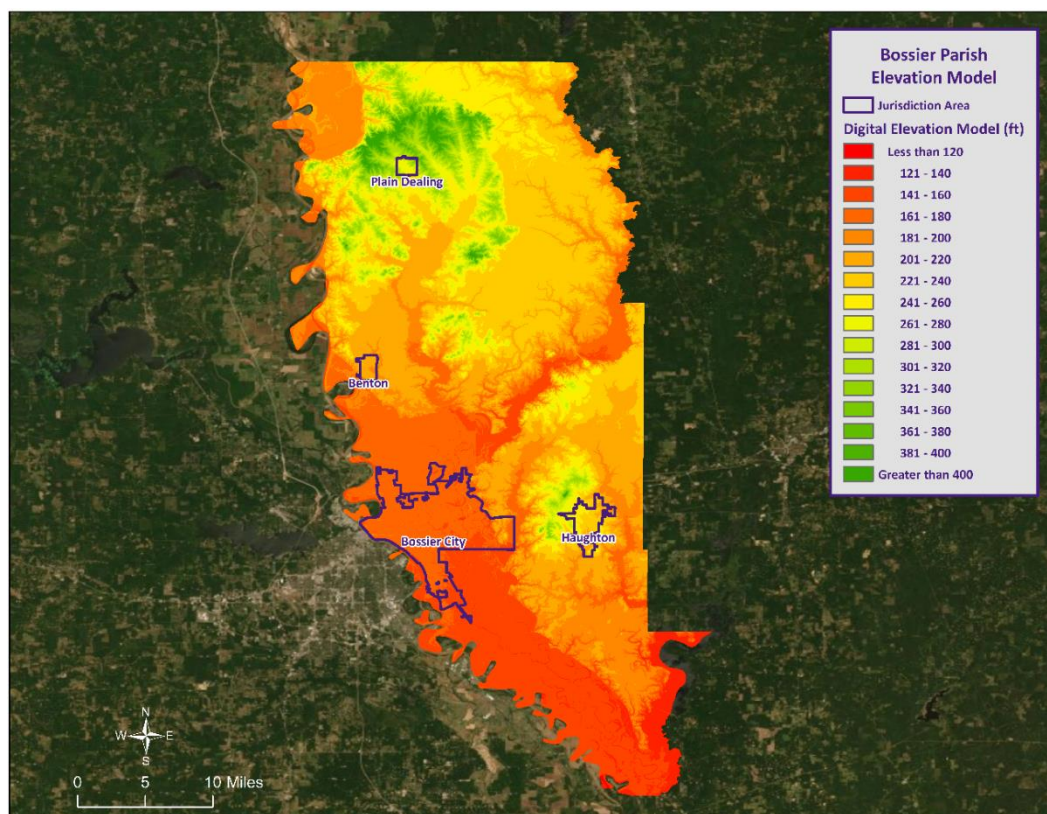 Bossier Parish
Elevation Model
Jurisdiction Area
Digital Elevation Model (ft)
Less than 120
121 - 140
141 - 160
161 - 180
181 - 200
201 - 220
221 - 240
241 - 260
261 - 280
281 - 300
301 - 320
321 - 340
341 - 360
361 - 380
381 - 400
Greater than 400
Plain Dealing
Benton
Bossier City
Haughton
N
W E
S
0 5 10 Miles